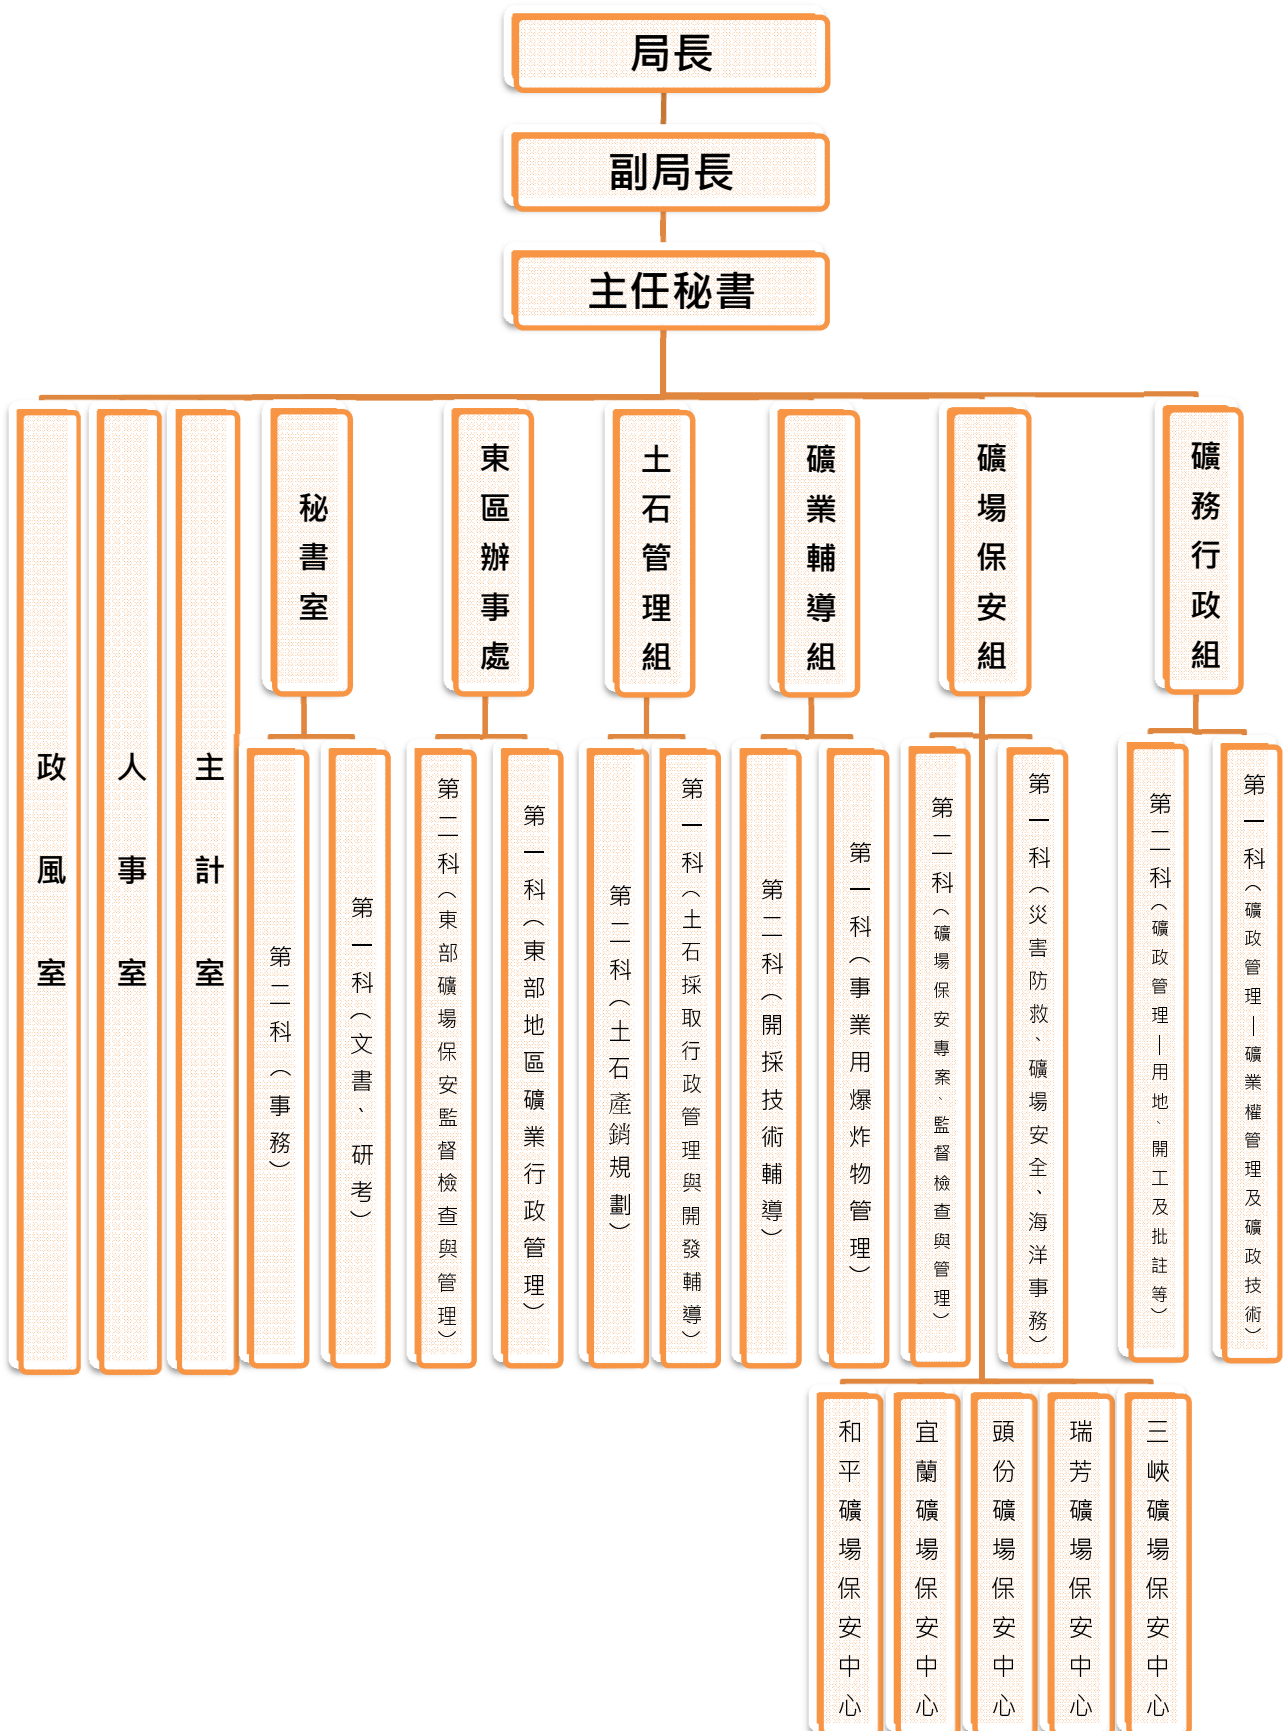 局長
副局長
主任秘書
礦務行政組
礦場保安組
礦業輔導組
土石管理組
東區辦事處
秘書室
主計室
人事室
政風室
第一科（礦政管理—礦業權管理及礦政技術）
第二科（礦政管理—用地、開工及批註等）
第一科（災害防救、礦場安全、海洋事務）
第二科（礦場保安專案、監督檢查與管理）
第一科（事業用爆炸物管理）
第二科（開採技術輔導）
第一科（土石採取行政管理與開發輔導）
第二科（土石產銷規劃）
第一科（東部地區礦業行政管理）
第二科（東部礦場保安監督檢查與管理）
第一科（文書、研考）
第二科（事務）
三峽礦場保安中心
瑞芳礦場保安中心
頭份礦場保安中心
宜蘭礦場保安中心
和平礦場保安中心